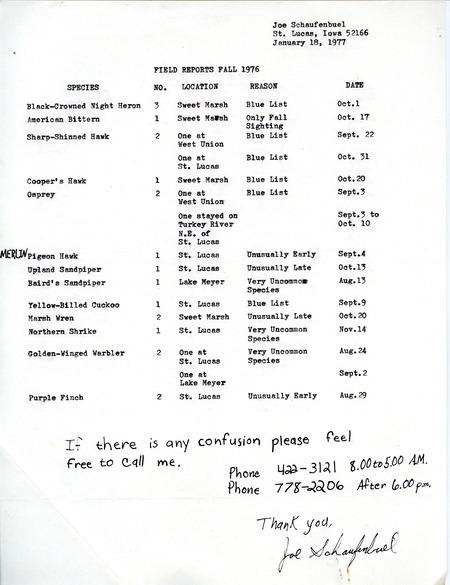 Joe Schaufenbuel
St. Lucas, Iowa 52166
January 18, 1977
FIELD REPORTS FALL 1976
SPECIES NO. LOCATION REASON DATE
Black-Crowned Night Heron 3 Sweet Marsh Blue List Oct.1
American Bittern 1 Sweet Marsh Only Fall Sighting Oct. 17
Sharp-Shinned Hawk 2 One at West Union Blue List Sept. 22
One at St. Lucas Blue List Oct. 31
Cooper's Hawk 1 Sweet Marsh Blue List Oct.20
Osprey 2 One at West Union Blue List Sept.3
One stayed on Turkey River N.E. of St. Lucas Sept.3 to Oct. 10
MERLIN Pigeon Hawk 1 St. Lucas Unusually Early Sept.4
Upland Sandpiper 1 St. Lucas Unusually Late Oct.13
Baird's Sandpiper 1 Lake Meyer Very Uncommon Species Aug.13
Yellow-Billed Cuckoo 1 St. Lucas Blue List Sept.9
Marsh Wren 2 Sweet Marsh Unusually Late Oct.20
Northern Shrike 1 St. Lucas Very Uncommon Species Nov.14
Golden-Winged Warbler 2 One at St. Lucas Very Uncommon Species Aug.24
One at Lake Meyer Sept.2
Purple Finch 2 St. Lucas Unusually Early Aug.29
If there is any confusion please feel
free to call me.
Phone 422-3121 8.00 to 5.00 A.M.
Phone 778-2206 After 6.00 p.m.
Thank you,
Joe Schaufenbuel